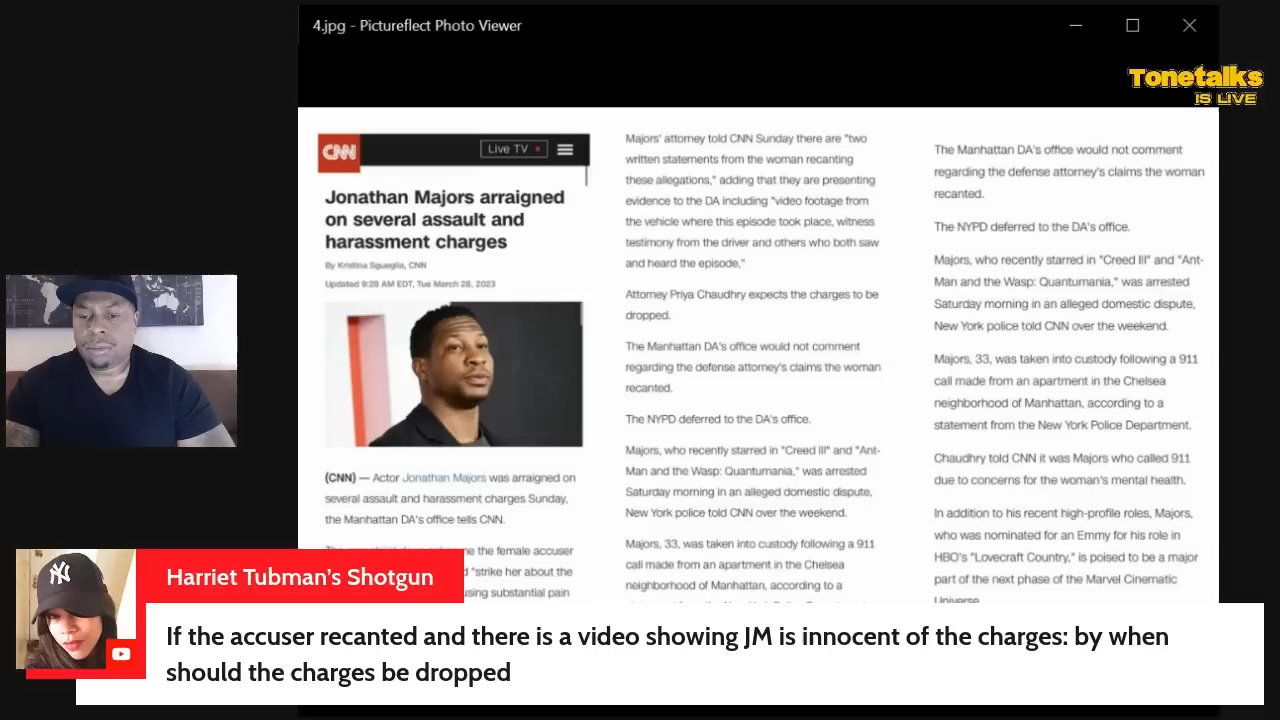 4.jpg - Pictureflect Photo Viewer
Tonetalks
IS LIVE
CNN
Live TV
Jonathan Majors arraigned
on several assault and
harassment charges
By Kristina Sgueglia, CNN
Updated 9:28 AM EDT, Tue March 28, 2023
(CNN) — Actor Jonathan Majors was arraigned on
several assault and harassment charges Sunday,
the Manhattan DA's office tells CNN.
the female accuser
"strike her about the
substantial pain
Majors' attorney told CNN Sunday there are "two
written statements from the woman recanting
these allegations," adding that they are presenting
evidence to the DA including "video footage from
the vehicle where this episode took place, witness
testimony from the driver and others who both saw
and heard the episode,"
Attorney Priya Chaudhry expects the charges to be
dropped.
The Manhattan DA's office would not comment
regarding the defense attorney's claims the woman
recanted.
The NYPD deferred to the DA's office.
Majors, who recently starred in "Creed III" and "Ant-
Man and the Wasp: Quantumania," was arrested
Saturday morning in an alleged domestic dispute,
New York police told CNN over the weekend.
Majors, 33, was taken into custody following a 911
call made from an apartment in the Chelsea
neighborhood of Manhattan, according to a
The Manhattan DA's office would not comment
regarding the defense attorney's claims the woman
recanted.
The NYPD deferred to the DA's office.
Majors, who recently starred in "Creed III" and "Ant-
Man and the Wasp: Quantumania," was arrested
Saturday morning in an alleged domestic dispute,
New York police told CNN over the weekend.
Majors, 33, was taken into custody following a 911
call made from an apartment in the Chelsea
neighborhood of Manhattan, according to a
statement from the New York Police Department.
Chaudhry told CNN it was Majors who called 911
due to concerns for the woman's mental health.
In addition to his recent high-profile roles, Majors,
who was nominated for an Emmy for his role in
HBO's "Lovecraft Country," is poised to be a major
part of the next phase of the Marvel Cinematic
Universe
Harriet Tubman's Shotgun
If the accuser recanted and there is a video showing JM is innocent of the charges: by when
should the charges be dropped